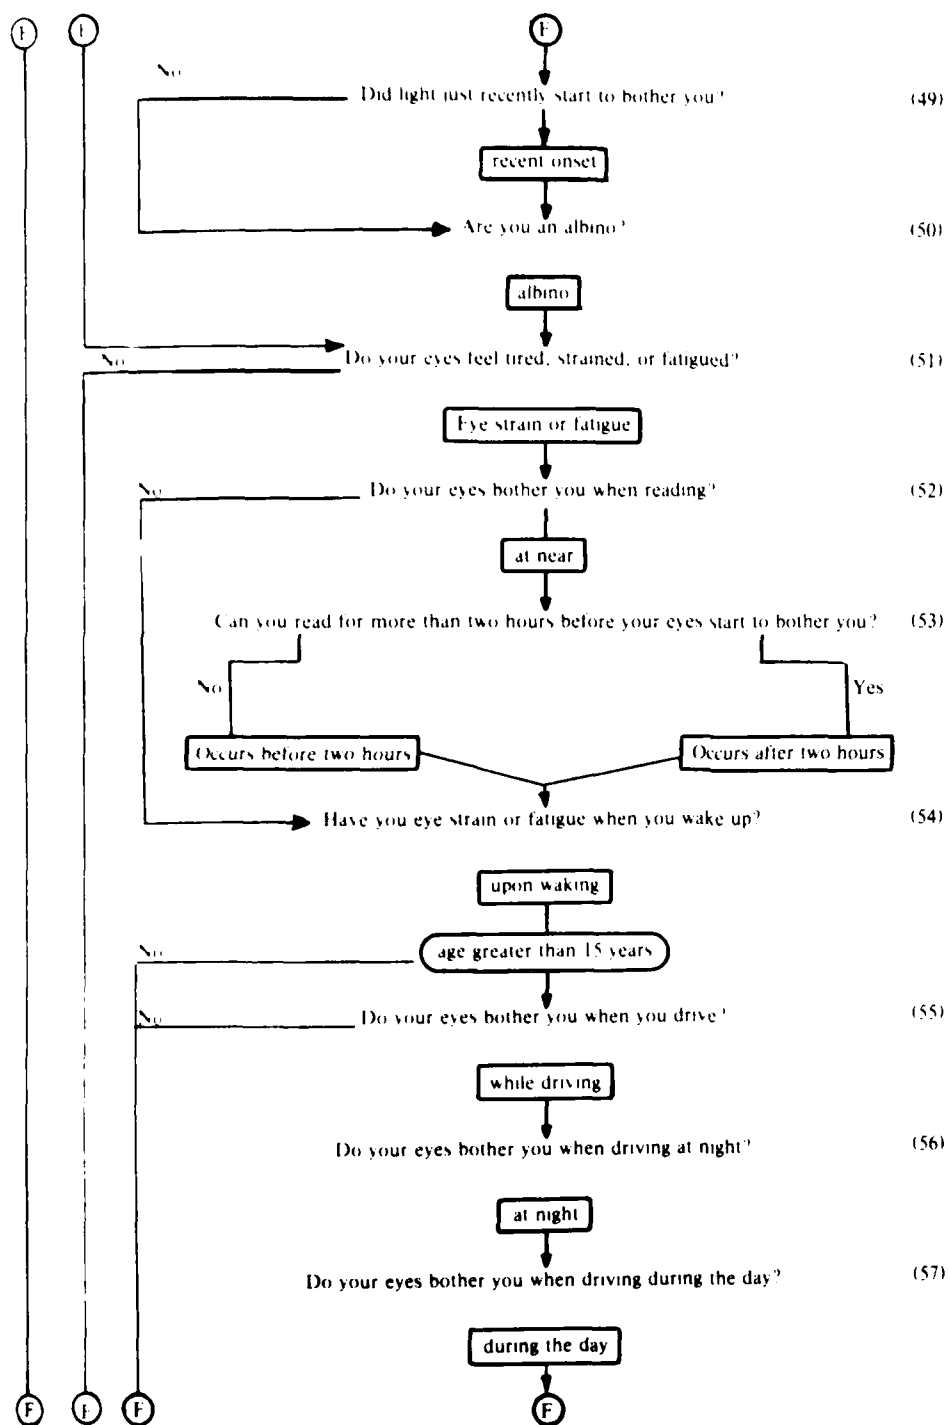 F
No
Did light just recently start to bother you? (49)
recent onset
Are you an albino? (50)
albino
No
Do your eyes feel tired, strained, or fatigued? (51)
Eye strain or fatigue
No
Do your eyes bother you when reading? (52)
at near
Can you read for more than two hours before your eyes start to bother you? (53)
No Yes
Occurs before two hours Occurs after two hours
Have you eye strain or fatigue when you wake up? (54)
upon waking
No age greater than 15 years
No Do your eyes bother you when you drive? (55)
while driving
Do your eyes bother you when driving at night? (56)
at night
Do your eyes bother you when driving during the day? (57)
during the day
F F